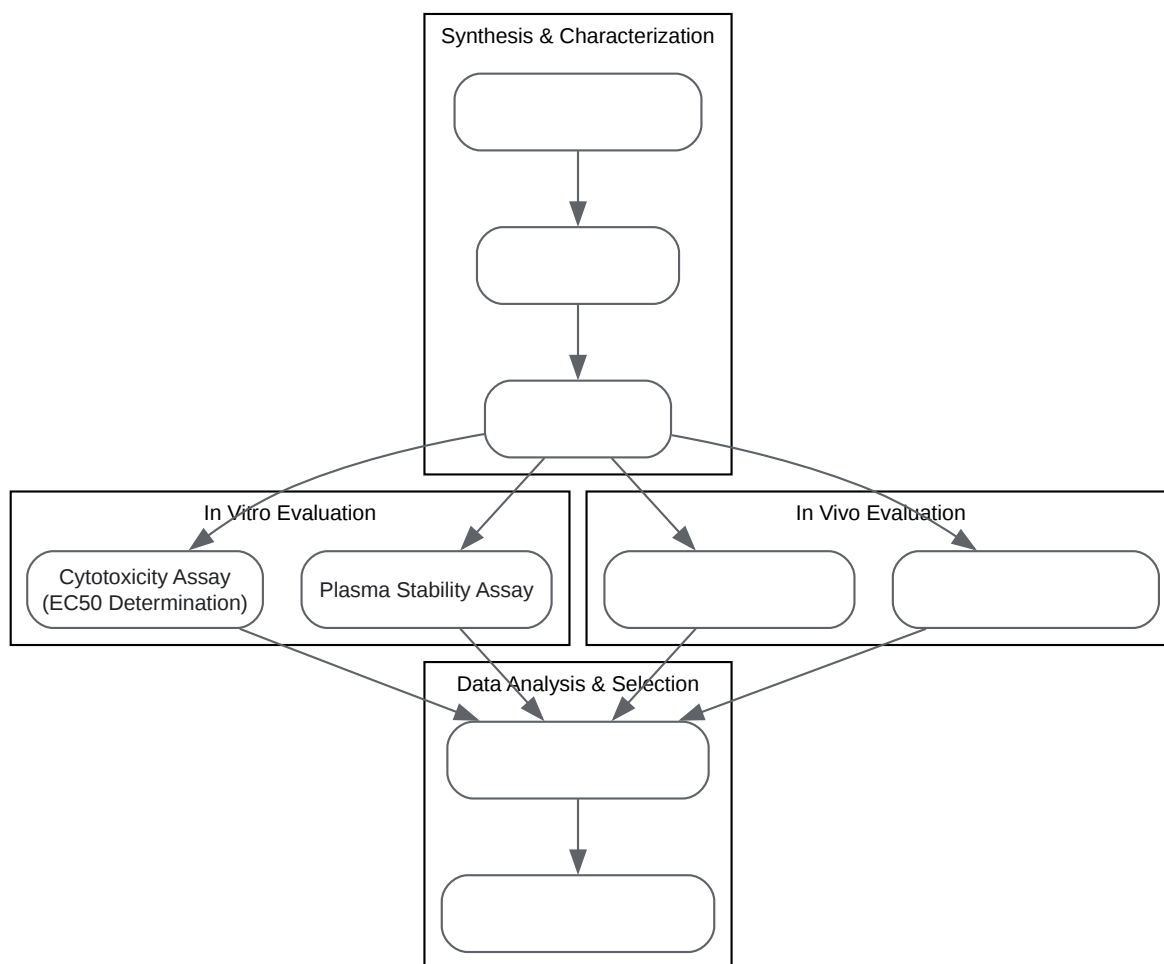 Synthesis & Characterization
In Vitro Evaluation
In Vivo Evaluation
Cytotoxicity Assay
(EC50 Determination)
Plasma Stability Assay
Data Analysis & Selection